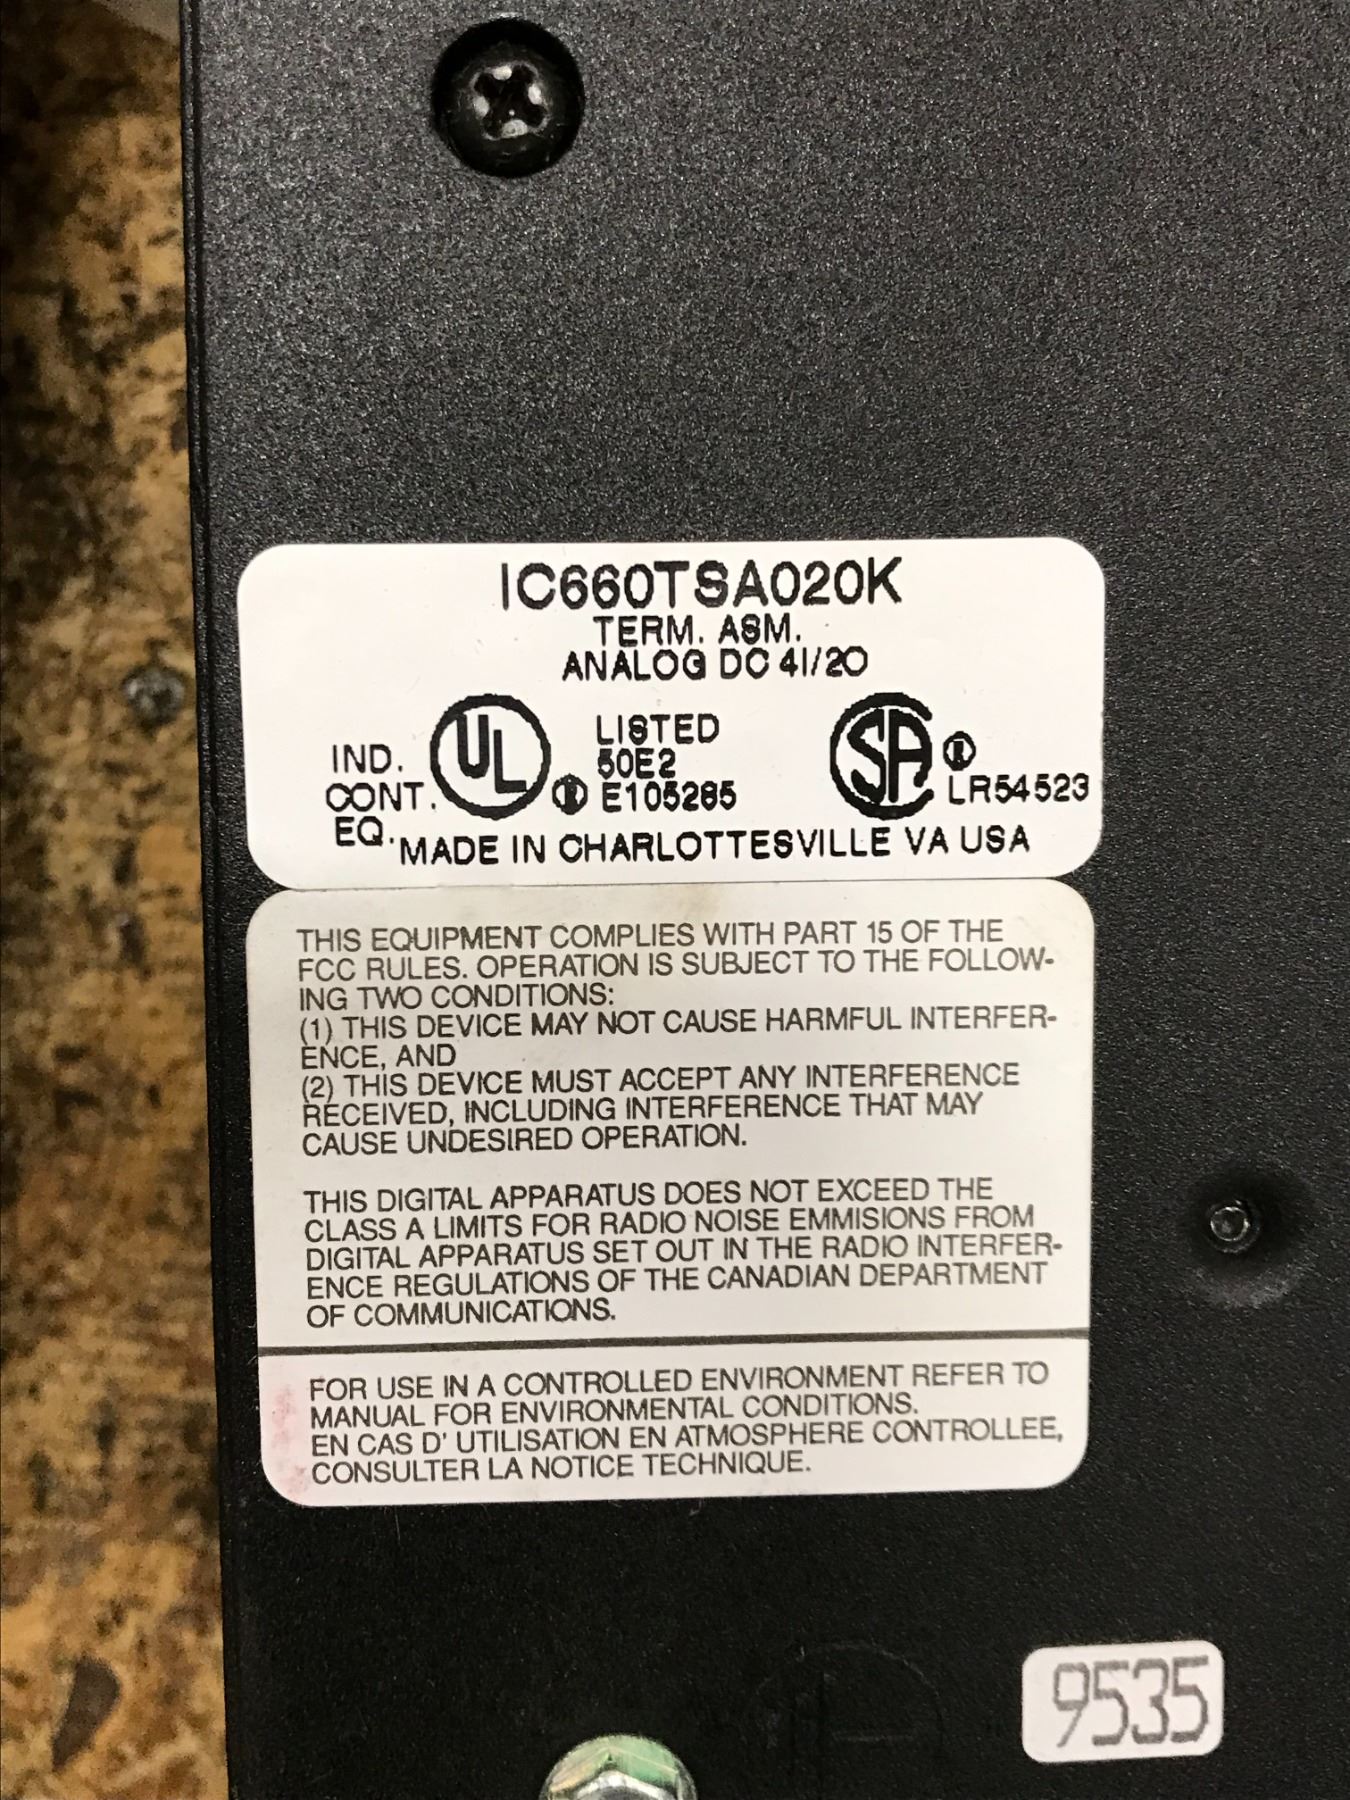 IC660TSA020K
TERM. ASM.
ANALOG DC 4I/2O
IND.
CONT.
EQ.
UL
®
LISTED
50E2
E105285
SA
®
LR54523
MADE IN CHARLOTTESVILLE VA USA
THIS EQUIPMENT COMPLIES WITH PART 15 OF THE
FCC RULES. OPERATION IS SUBJECT TO THE FOLLOW-
ING TWO CONDITIONS:
(1) THIS DEVICE MAY NOT CAUSE HARMFUL INTERFER-
ENCE, AND
(2) THIS DEVICE MUST ACCEPT ANY INTERFERENCE
RECEIVED, INCLUDING INTERFERENCE THAT MAY
CAUSE UNDESIRED OPERATION.
THIS DIGITAL APPARATUS DOES NOT EXCEED THE
CLASS A LIMITS FOR RADIO NOISE EMMISIONS FROM
DIGITAL APPARATUS SET OUT IN THE RADIO INTERFER-
ENCE REGULATIONS OF THE CANADIAN DEPARTMENT
OF COMMUNICATIONS.
FOR USE IN A CONTROLLED ENVIRONMENT REFER TO
MANUAL FOR ENVIRONMENTAL CONDITIONS.
EN CAS D' UTILISATION EN ATMOSPHERE CONTROLLEE,
CONSULTER LA NOTICE TECHNIQUE.
9535